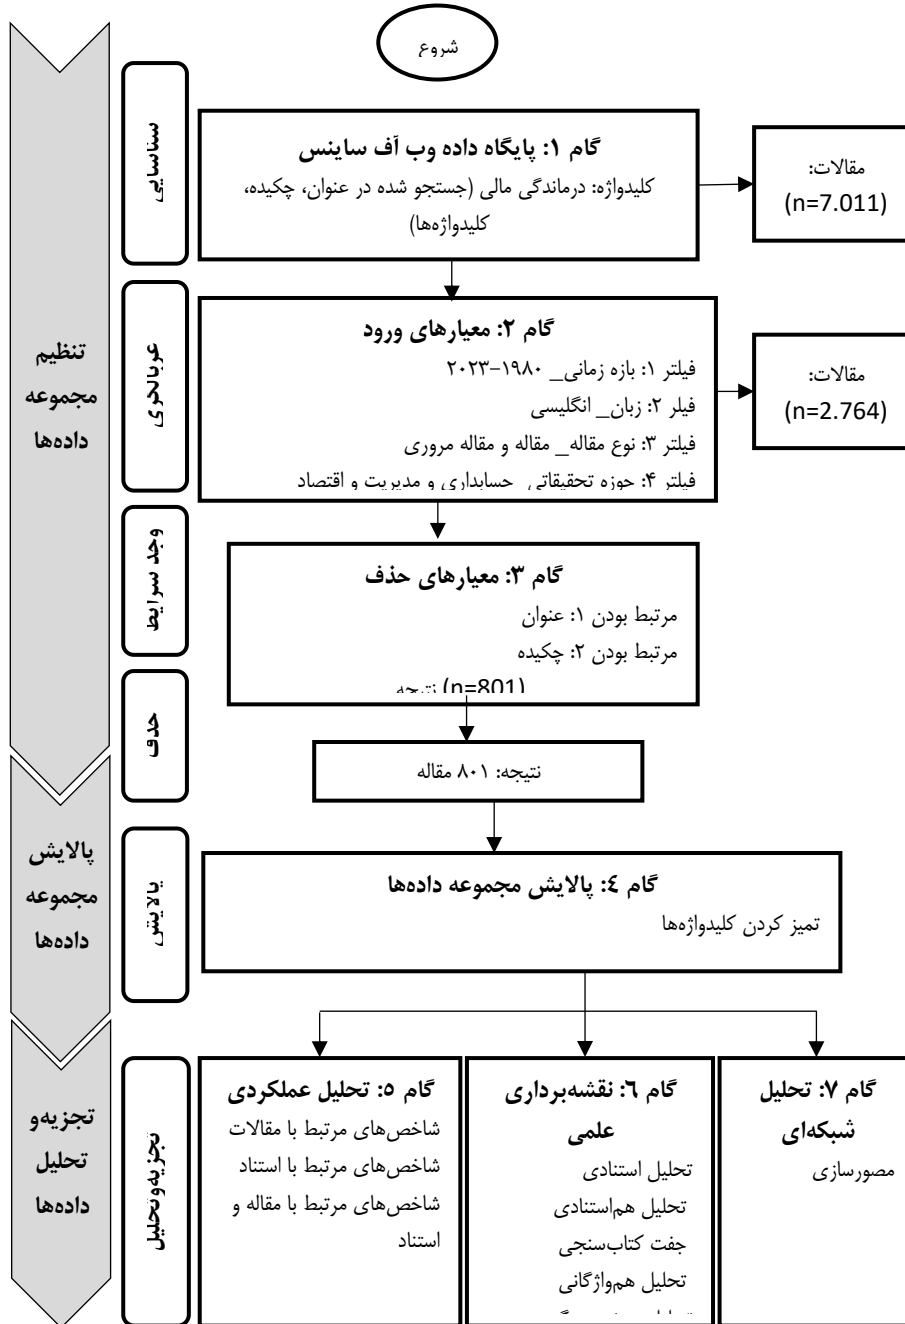 شروع
شناسایی
گام ۱: پایگاه داده وب آف ساینس
کلیدواژه: درماندگی مالی (جستجو شده در عنوان، چکیده،
کلیدواژه‌ها)
مقالات:
(n=7.011)
تنظیم
مجموعه
داده‌ها
غربالگری
گام ۲: معیارهای ورود
فیلتر ۱: بازه زمانی_ ۱۹۸۰-۲۰۲۳
فیلر ۲: زبان_ انگلیسی
فیلتر ۳: نوع مقاله_ مقاله و مقاله مروری
فیلتر ۴: حوزه تحقیقاتی_ حسابداری و مدیریت و اقتصاد
مقالات:
(n=2.764)
وجد شرایط
گام ۳: معیارهای حذف
مرتبط بودن ۱: عنوان
مرتبط بودن ۲: چکیده
نتیجه (n=801)
حذف
نتیجه: ۸۰۱ مقاله
پالایش
مجموعه
داده‌ها
پالایش
گام ٤: پالایش مجموعه داده‌ها
تمیز کردن کلیدواژه‌ها
تجزیه‌و
تحلیل
داده‌ها
تجزیه‌وتحلیل
گام ٥: تحلیل عملکردی
شاخص‌های مرتبط با مقالات
شاخص‌های مرتبط با استناد
شاخص‌های مرتبط با مقاله و
استناد
گام ٦: نقشه‌برداری
علمی
تحلیل استنادی
تحلیل هم‌استنادی
جفت کتاب‌سنجی
تحلیل هم‌واژگانی
گام ۷: تحلیل
شبکه‌ای
مصورسازی